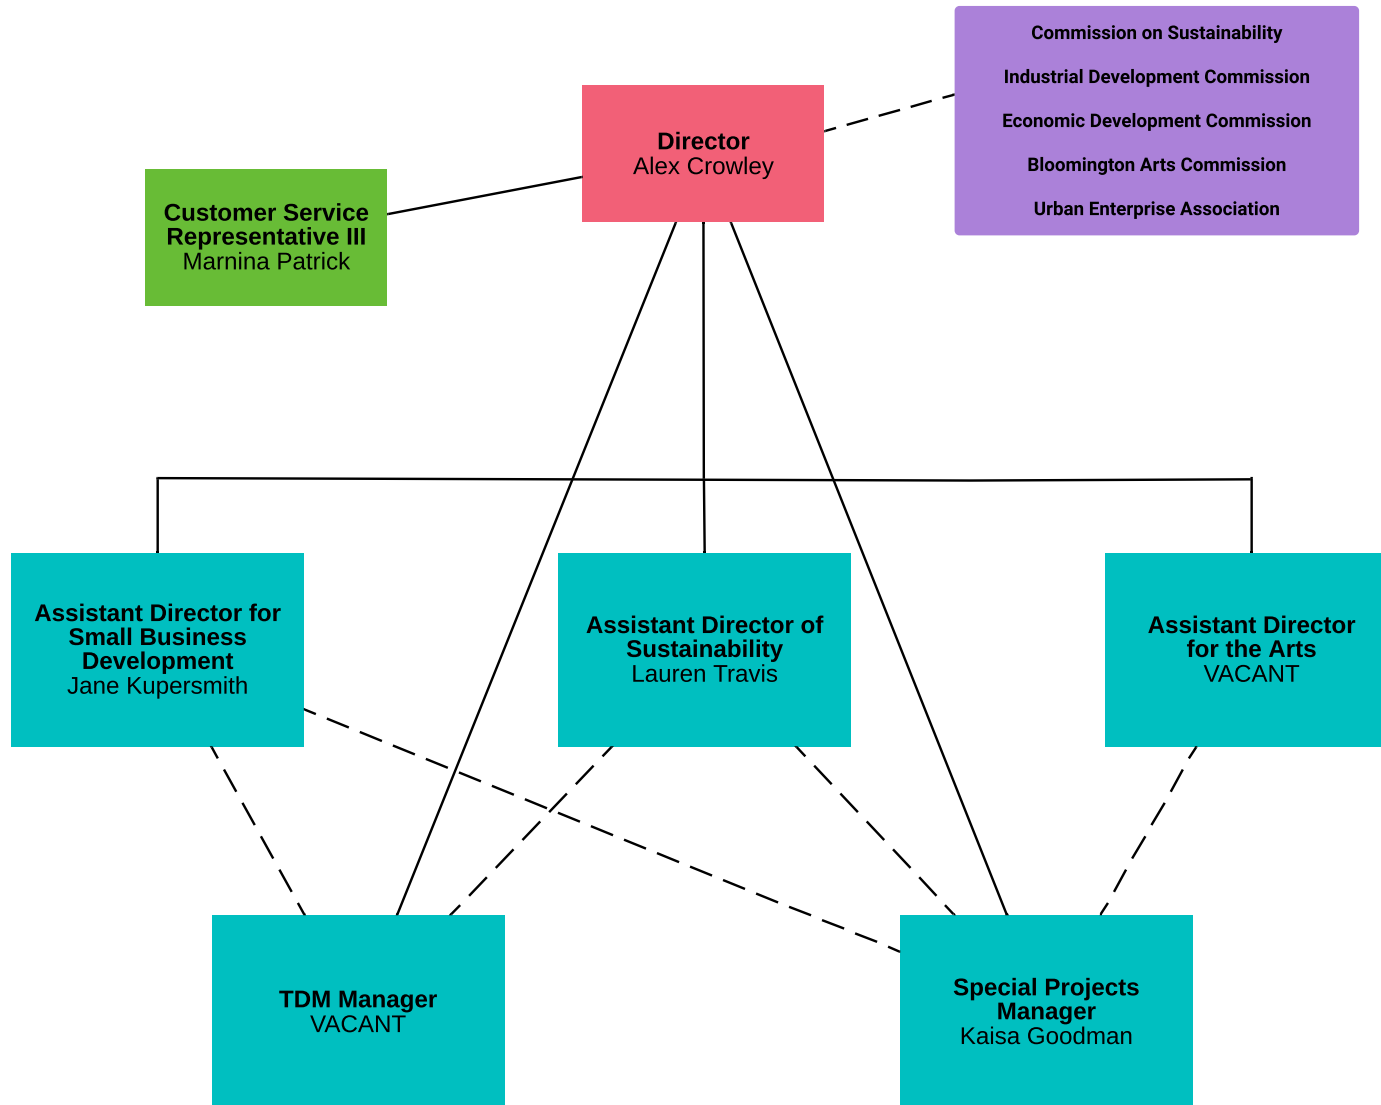 Commission on Sustainability
Industrial Development Commission
Economic Development Commission
Bloomington Arts Commission
Urban Enterprise Association
Director
Alex Crowley
Customer Service
Representative III
Marnina Patrick
Assistant Director for
Small Business
Development
Jane Kupersmith
Assistant Director of
Sustainability
Lauren Travis
Assistant Director
for the Arts
VACANT
TDM Manager
VACANT
Special Projects
Manager
Kaisa Goodman